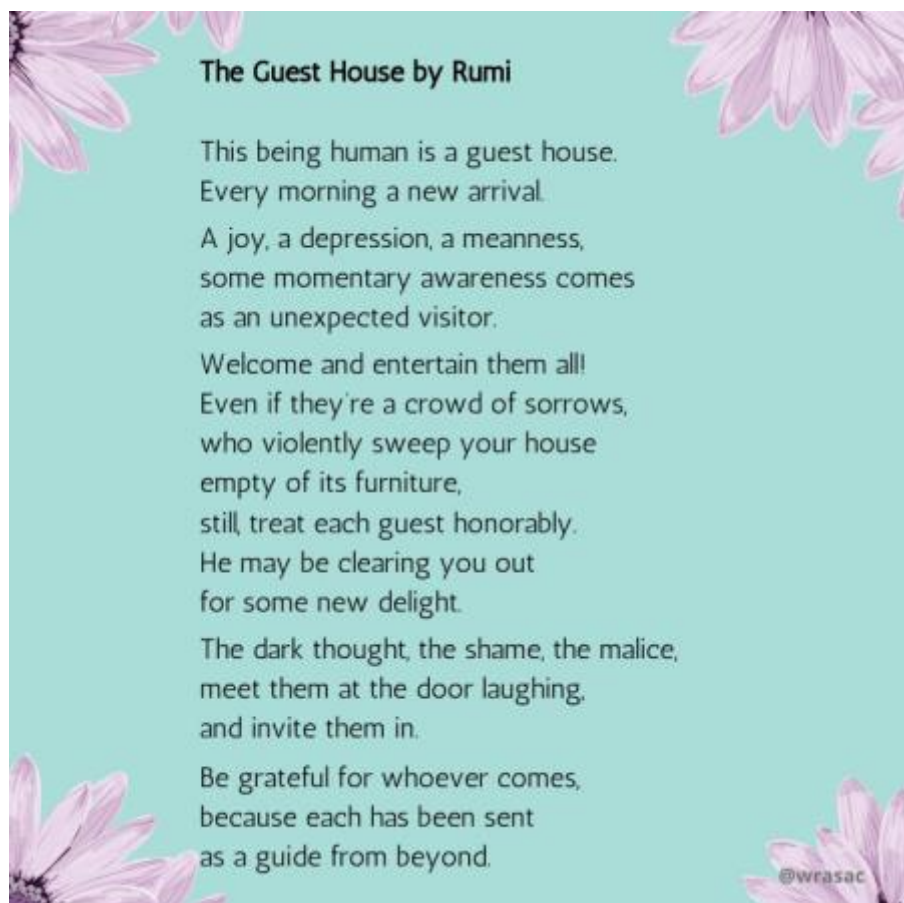 The Guest House by Rumi
This being human is a guest house.
Every morning a new arrival.
A joy, a depression, a meanness,
some momentary awareness comes
as an unexpected visitor.
Welcome and entertain them all!
Even if they're a crowd of sorrows,
who violently sweep your house
empty of its furniture,
still, treat each guest honorably.
He may be clearing you out
for some new delight.
The dark thought, the shame, the malice,
meet them at the door laughing,
and invite them in.
Be grateful for whoever comes,
because each has been sent
as a guide from beyond.
@wrasac